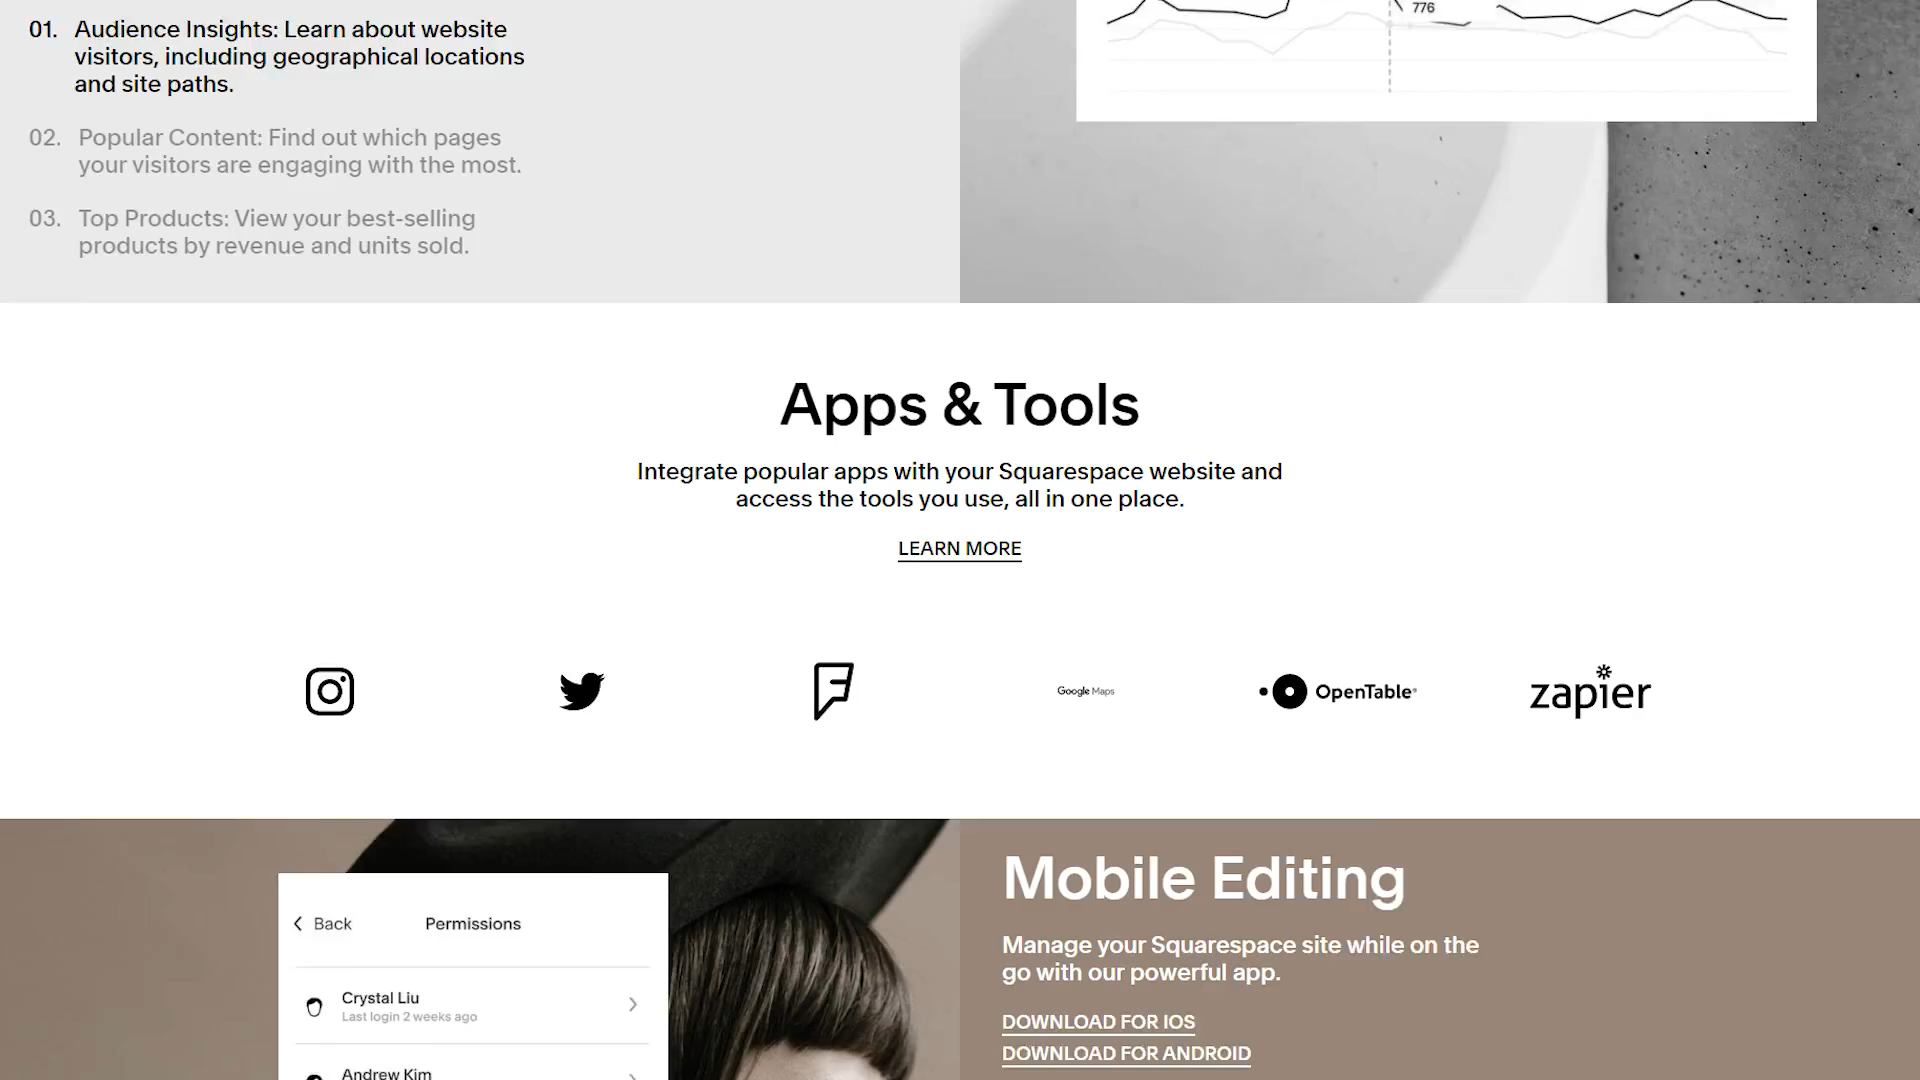 01. Audience Insights: Learn about website
visitors, including geographical locations
and site paths.
02. Popular Content: Find out which pages
your visitors are engaging with the most.
03. Top Products: View your best-selling
products by revenue and units sold.
776
Apps & Tools
Integrate popular apps with your Squarespace website and
access the tools you use, all in one place.
LEARN MORE
Google Maps
OpenTable
zapier
Back
Permissions
Crystal Liu
Last login 2 weeks ago
Andrew Kim
Mobile Editing
Manage your Squarespace site while on the
go with our powerful app.
DOWNLOAD FOR IOS
DOWNLOAD FOR ANDROID